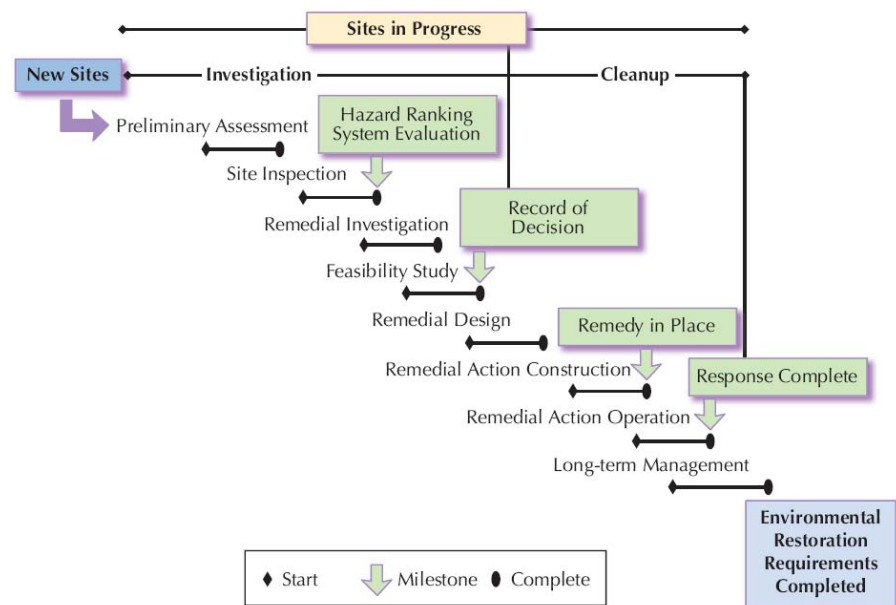 Sites in Progress
New Sites
Investigation
Cleanup
Hazard Ranking
System Evaluation
Preliminary Assessment
Site Inspection
Record of
Decision
Remedial Investigation
Feasibility Study
Remedial Design
Remedy in Place
Remedial Action Construction
Response Complete
Remedial Action Operation
Long-term Management
Environmental
Restoration
Requirements
Completed
Start
Milestone
Complete